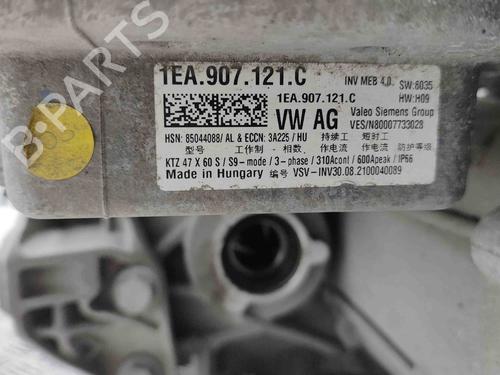 B-PARTS
1EA.907.121.C
INV MEB 4.0. SW:6035
1EA.907.121.C HW:H09
VW AG Valeo Siemens Group
VES/N80007733028
HSN: 85044088/ AL & ECCN: 3A225 / HU 持续工 短时工
型号 工作制 - 相数, 作电流 作电流 防护等级
KTZ 47 X 60 S / S9-mode / 3-phase / 310Acont / 600Apeak / IP66
Made in Hungary 编号 VSV-INV30.08.2100040089